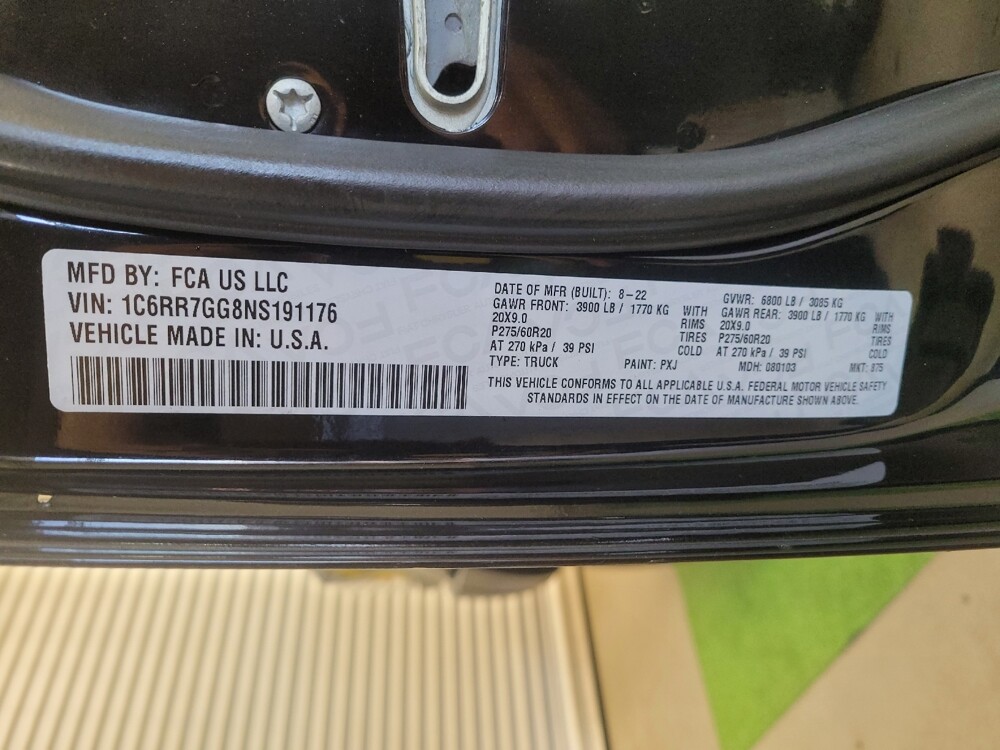 MFD BY: FCA US LLC
VIN: 1C6RR7GG8NS191176
VEHICLE MADE IN: U.S.A.
DATE OF MFR (BUILT): 8-22
GVWR: 6800 LB / 3085 KG
GAWR FRONT: 3900 LB / 1770 KG WITH
20X9.0 RIMS
P275/60R20 TIRES
AT 270 kPa / 39 PSI COLD
GAWR REAR: 3900 LB / 1770 KG WITH
20X9.0 RIMS
P275/60R20 TIRES
AT 270 kPa / 39 PSI COLD
TYPE: TRUCK PAINT: PXJ MDH: 080103 MKT: 875
THIS VEHICLE CONFORMS TO ALL APPLICABLE U.S.A. FEDERAL MOTOR VEHICLE SAFETY
STANDARDS IN EFFECT ON THE DATE OF MANUFACTURE SHOWN ABOVE.